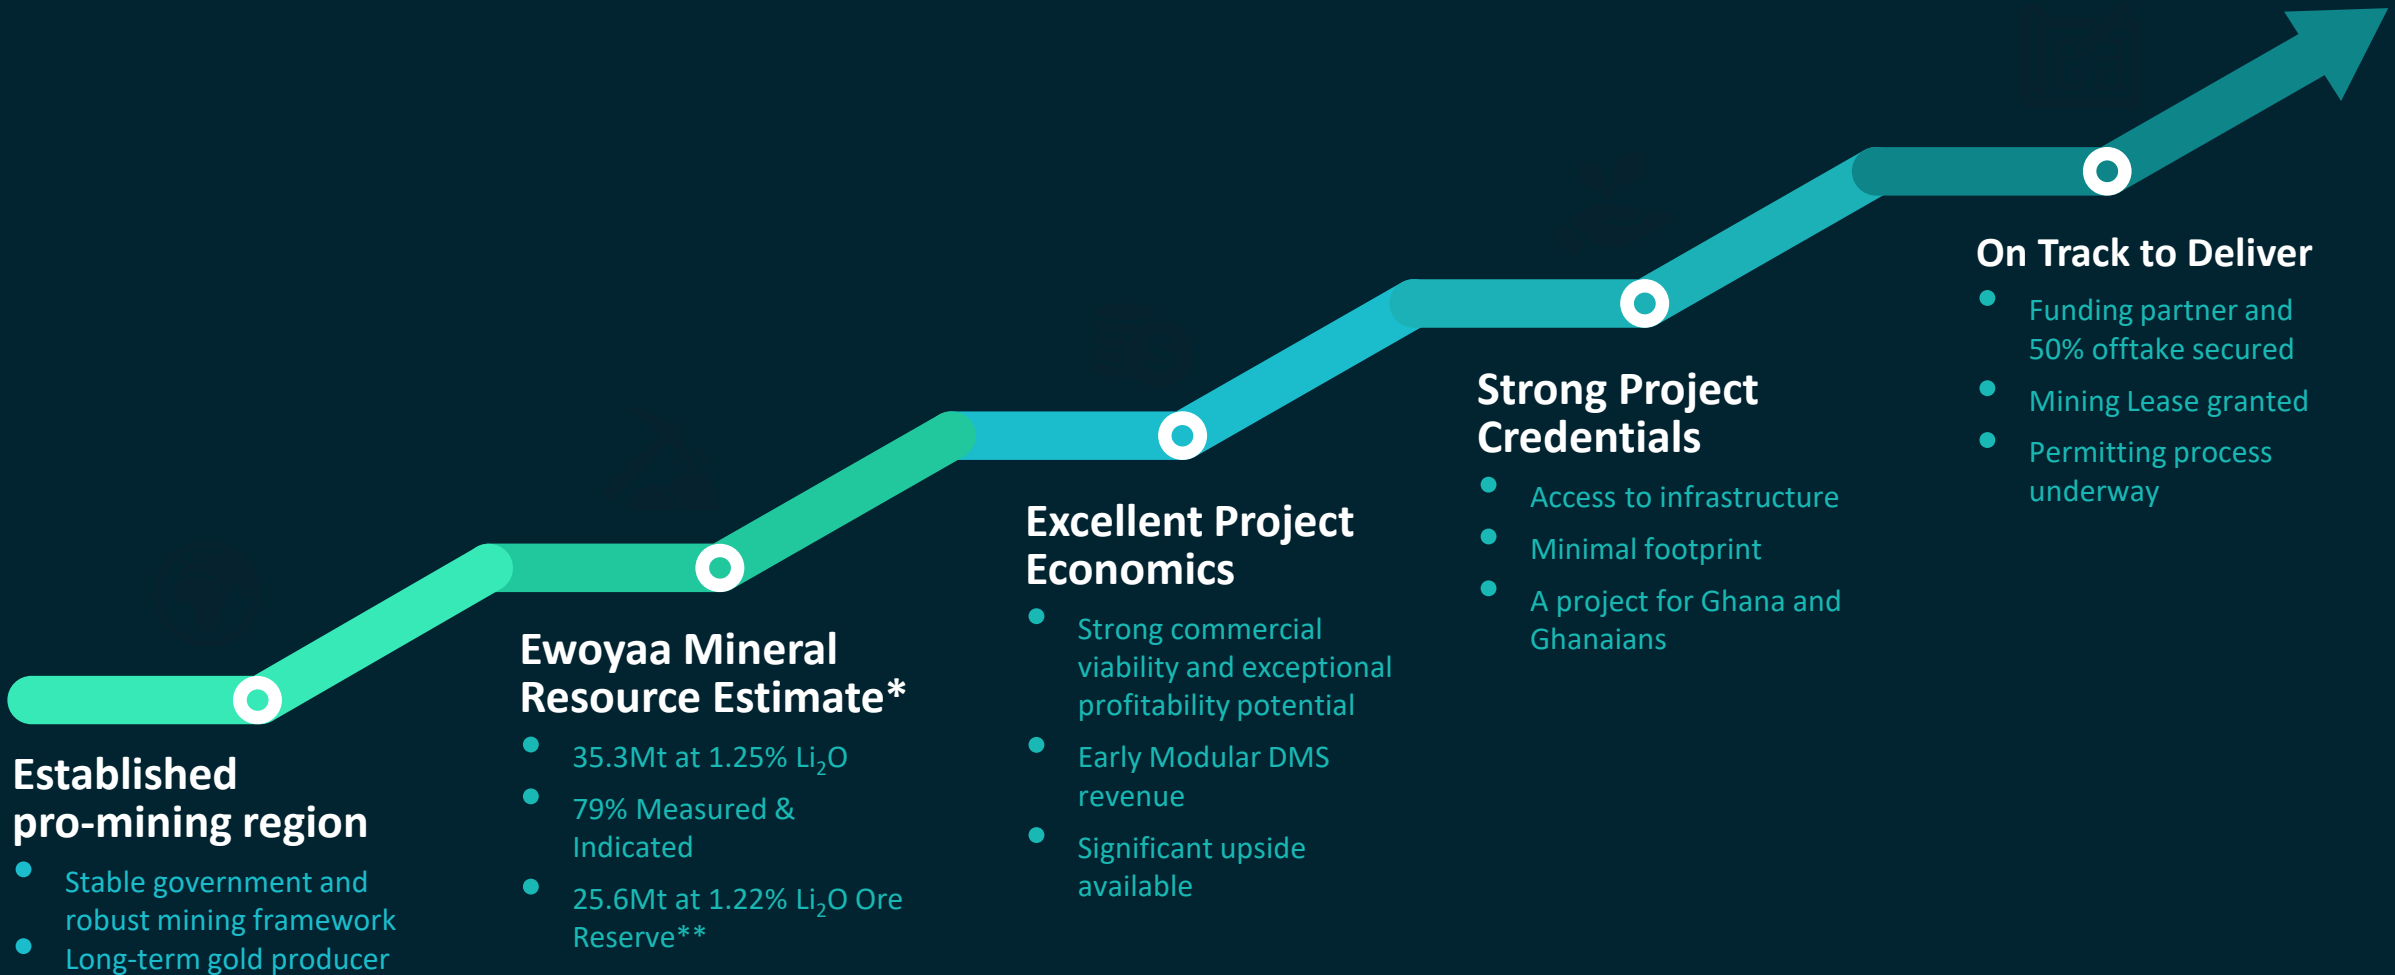 Established
pro-mining region
Stable government and
robust mining framework
Long-term gold producer
Ewoyaa Mineral
Resource Estimate*
35.3Mt at 1.25% Li₂O
79% Measured &
Indicated
25.6Mt at 1.22% Li₂O Ore
Reserve**
Excellent Project
Economics
Strong commercial
viability and exceptional
profitability potential
Early Modular DMS
revenue
Significant upside
available
Strong Project
Credentials
Access to infrastructure
Minimal footprint
A project for Ghana and
Ghanaians
On Track to Deliver
Funding partner and
50% offtake secured
Mining Lease granted
Permitting process
underway